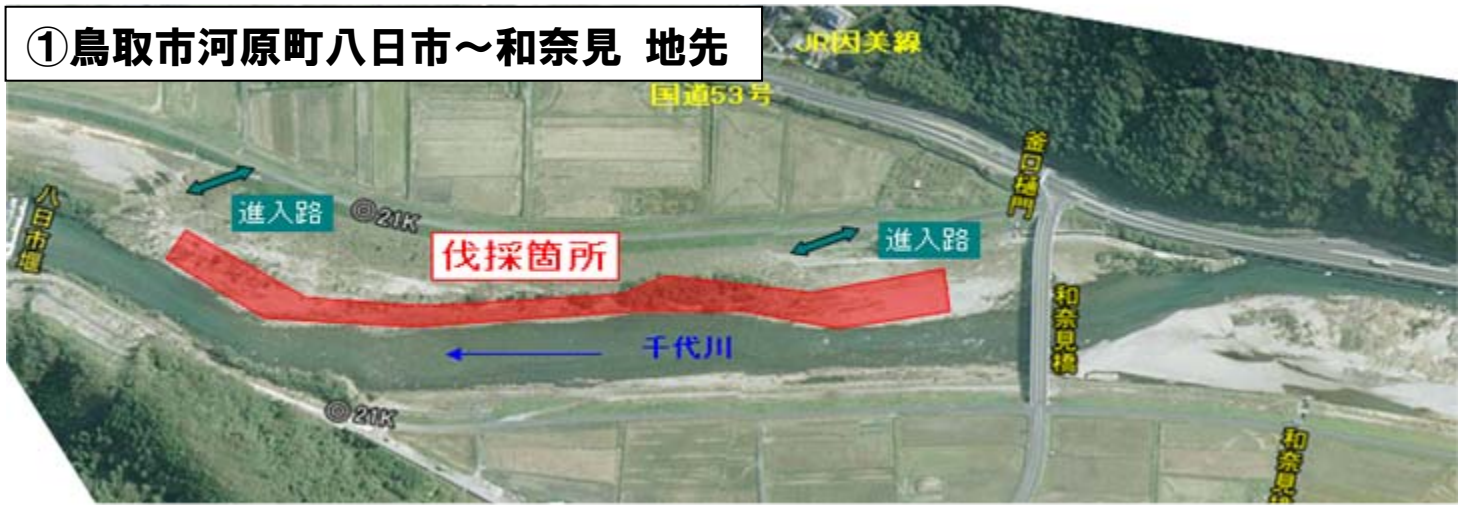 ①鳥取市河原町八日市～和奈見 地先
JR因美線
国道53号
釜口樋門
八日市堰
進入路
◎21K
伐採箇所
進入路
和奈見橋
千代川
◎21K
和奈見